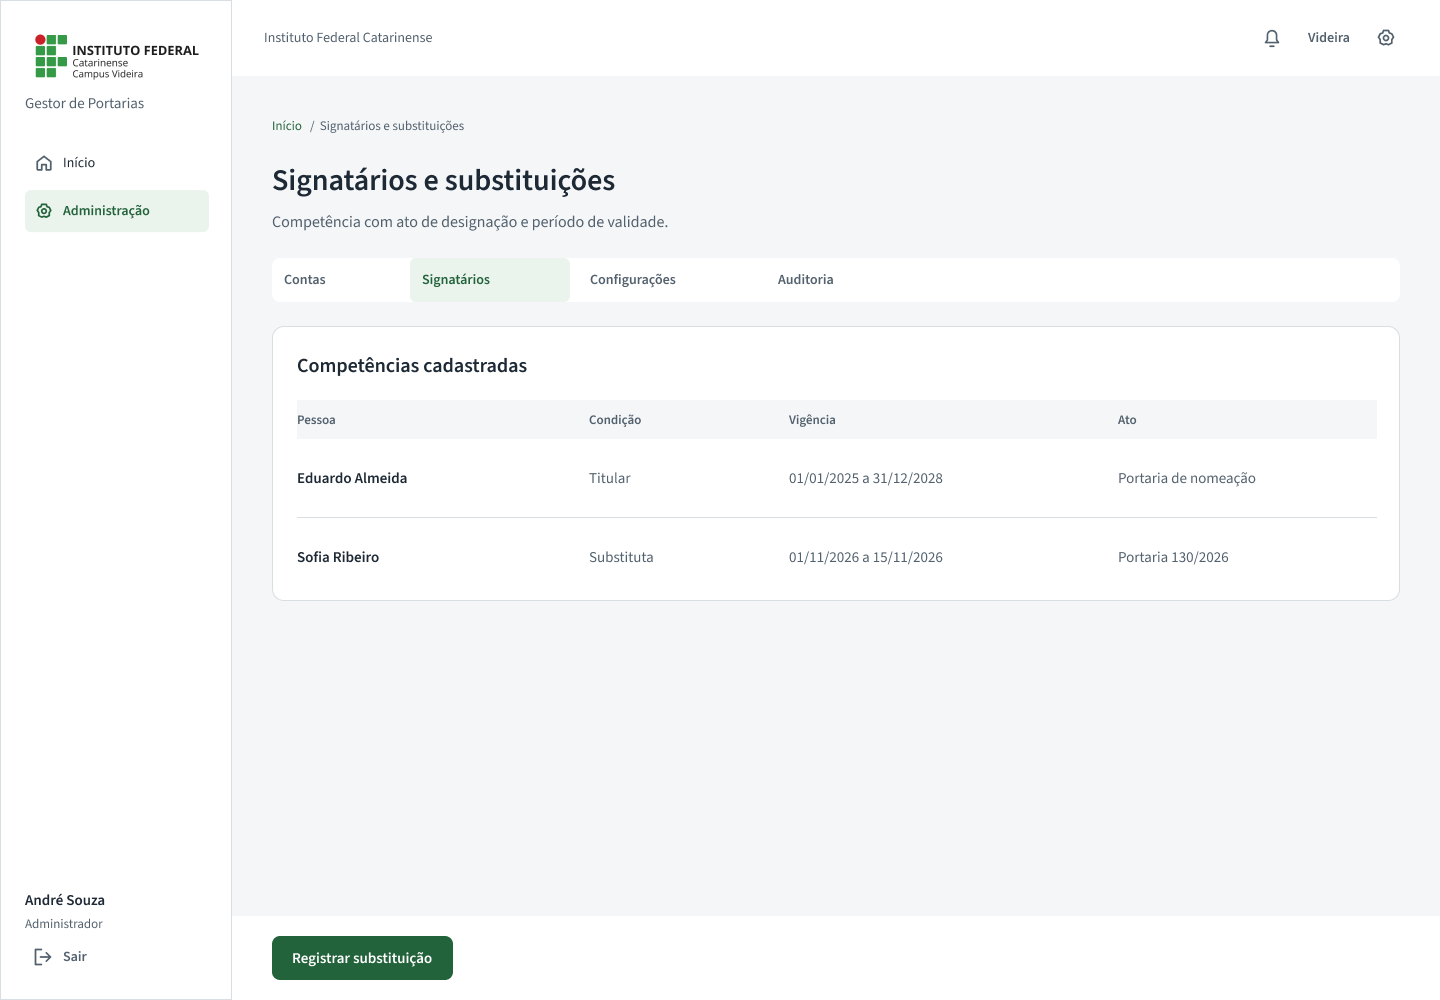 INSTITUTO FEDERAL
Catarinense
Campus Videira
Gestor de Portarias
Início
Administração
André Souza
Administrador
Sair
Instituto Federal Catarinense
Videira
Início / Signatários e substituições
Signatários e substituições
Competência com ato de designação e período de validade.
Contas Signatários Configurações Auditoria
Competências cadastradas
Pessoa Condição Vigência Ato
Eduardo Almeida Titular 01/01/2025 a 31/12/2028 Portaria de nomeação
Sofia Ribeiro Substituta 01/11/2026 a 15/11/2026 Portaria 130/2026
Registrar substituição